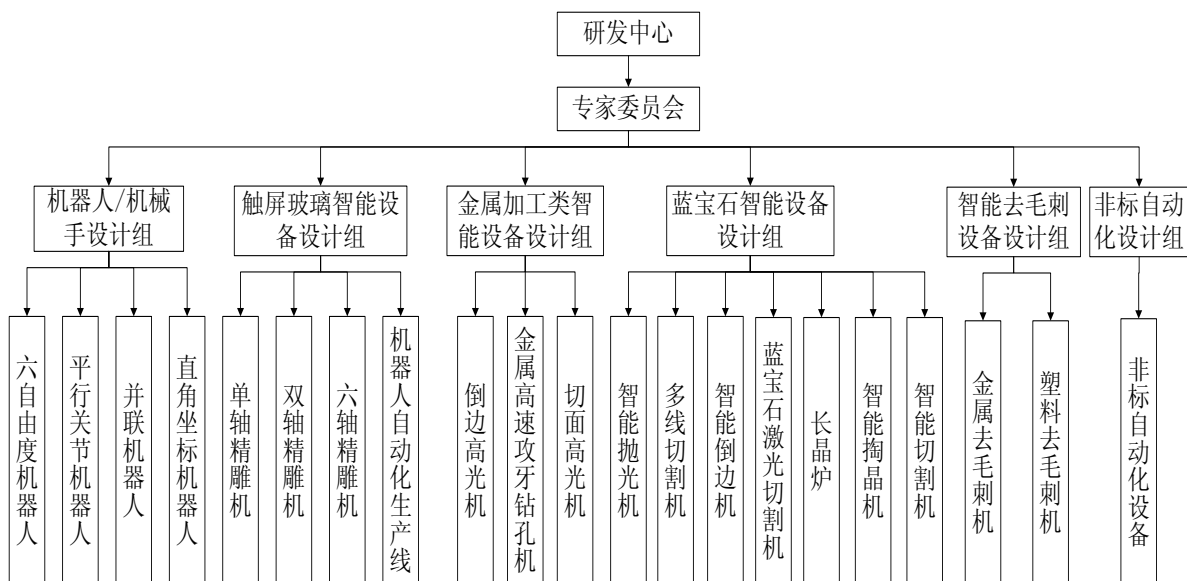 研发中心
专家委员会
机器人/机械
手设计组
触屏玻璃智能设
备设计组
金属加工类智
能设备设计组
蓝宝石智能设备
设计组
智能去毛刺
设备设计组
非标自动
化设计组
六自由度机器人
平行关节机器人
并联机器人
直角坐标机器人
单轴精雕机
双轴精雕机
六轴精雕机
机器人自动化生产线
倒边高光机
金属高速攻牙钻孔机
切面高光机
智能抛光机
多线切割机
智能倒边机
蓝宝石激光切割机
长晶炉
智能掏晶机
智能切割机
金属去毛刺机
塑料去毛刺机
非标自动化设备